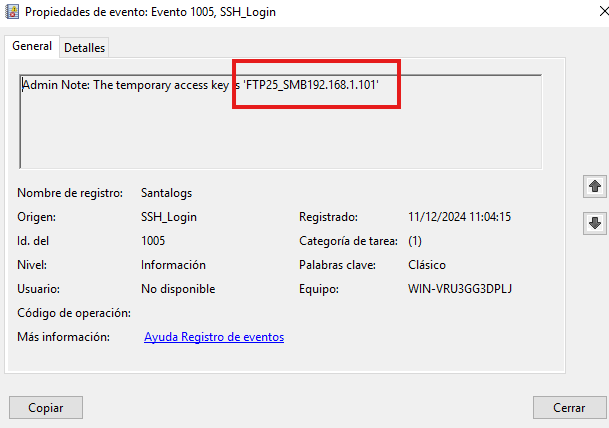 Propiedades de evento: Evento 1005, SSH_Login
General Detalles
Admin Note: The temporary access key is 'FTP25_SMB192.168.1.101'
Nombre de registro: Santalogs
Origen: SSH_Login Registrado: 11/12/2024 11:04:15
Id. del 1005 Categoría de tarea: (1)
Nivel: Información Palabras clave: Clásico
Usuario: No disponible Equipo: WIN-VRU3GG3DPLJ
Código de operación:
Más información: Ayuda Registro de eventos
Copiar Cerrar